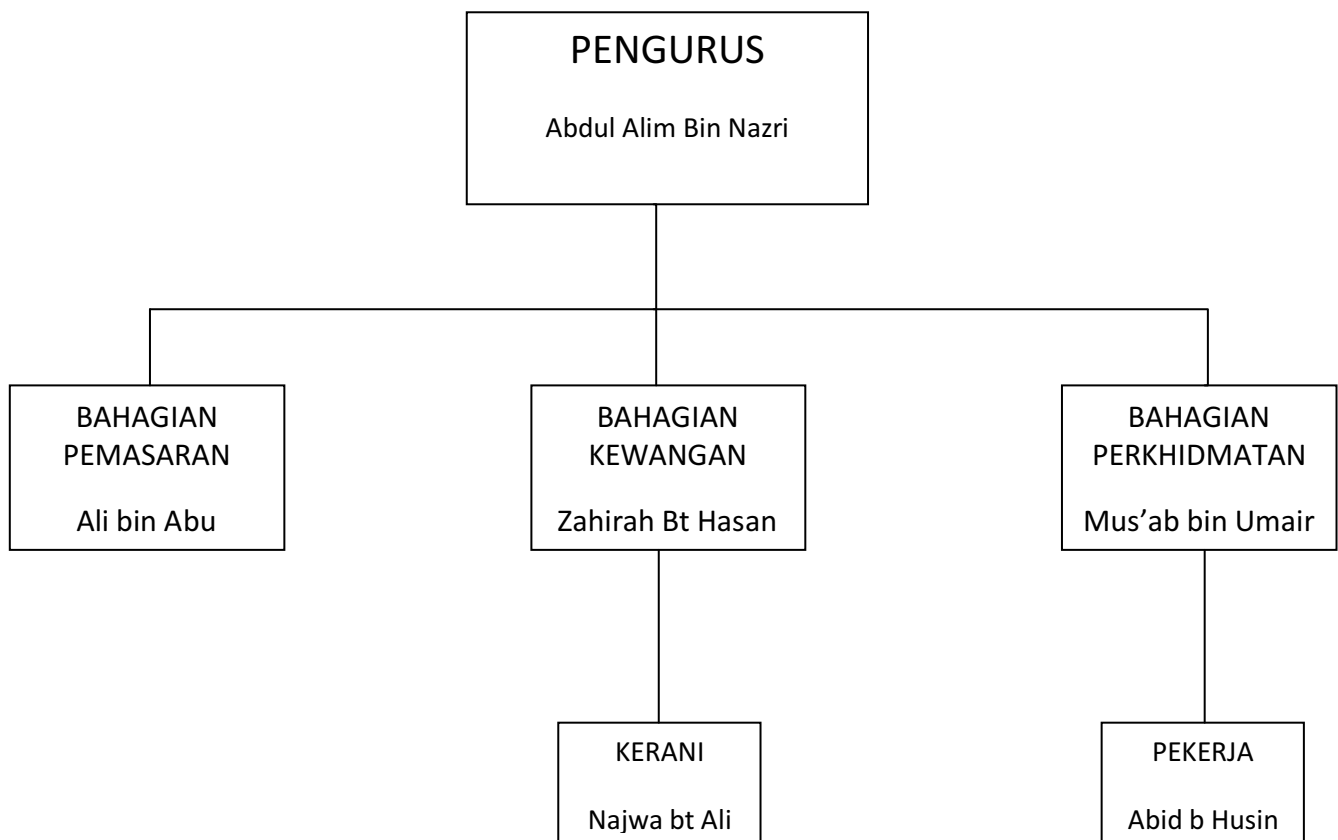 PENGURUS
Abdul Alim Bin Nazri
BAHAGIAN
PEMASARAN
Ali bin Abu
BAHAGIAN
KEWANGAN
Zahirah Bt Hasan
BAHAGIAN
PERKHIDMATAN
Mus’ab bin Umair
KERANI
Najwa bt Ali
PEKERJA
Abid b Husin